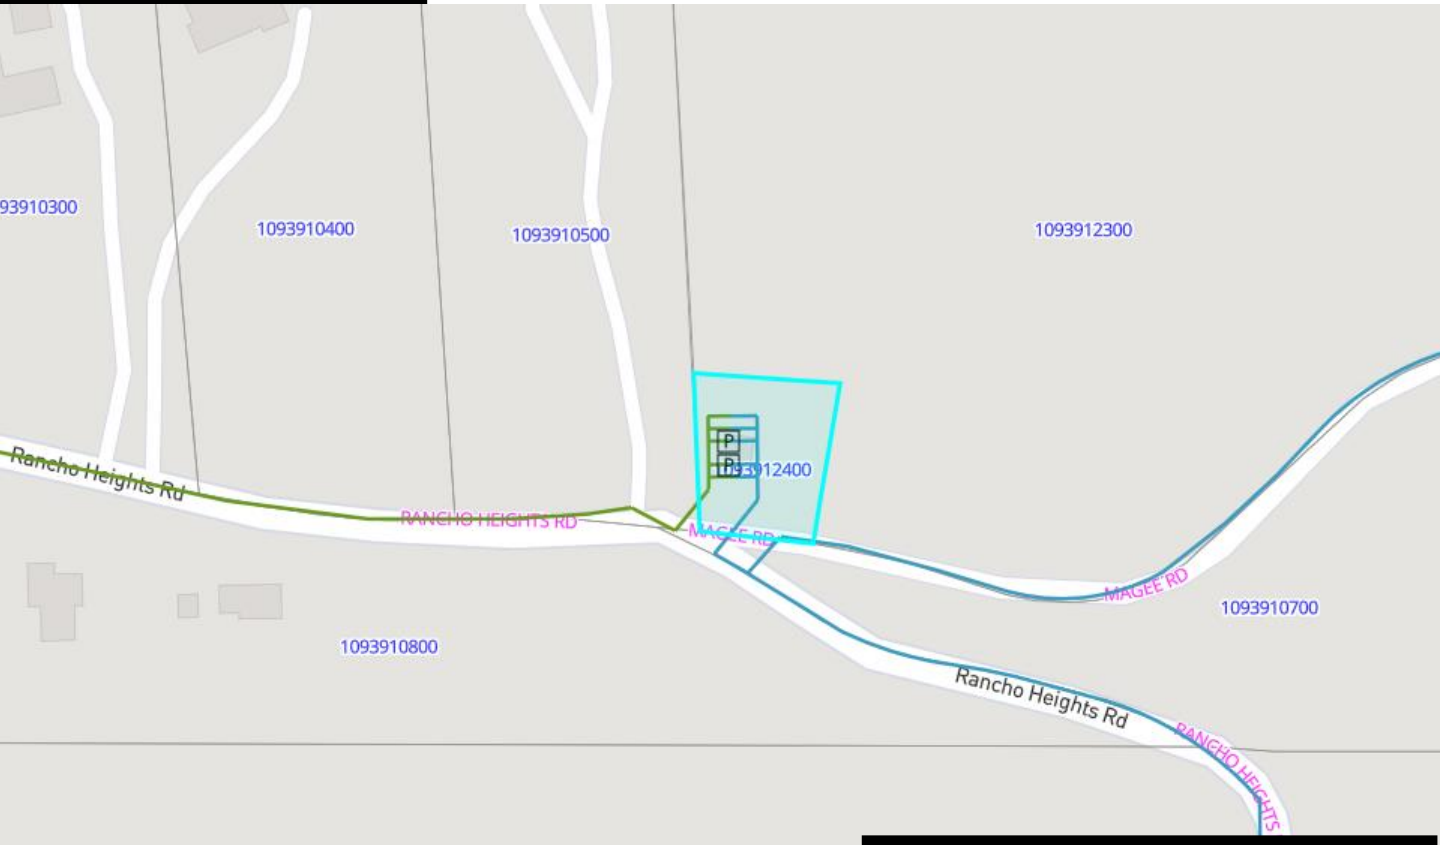 93910300
1093910400
1093910500
1093912300
P
P
93912400
Rancho Heights Rd
RANCHO HEIGHTS RD
MAGEE RD
MAGEE RD
1093910700
1093910800
Rancho Heights Rd
RANCHO HEIGHTS